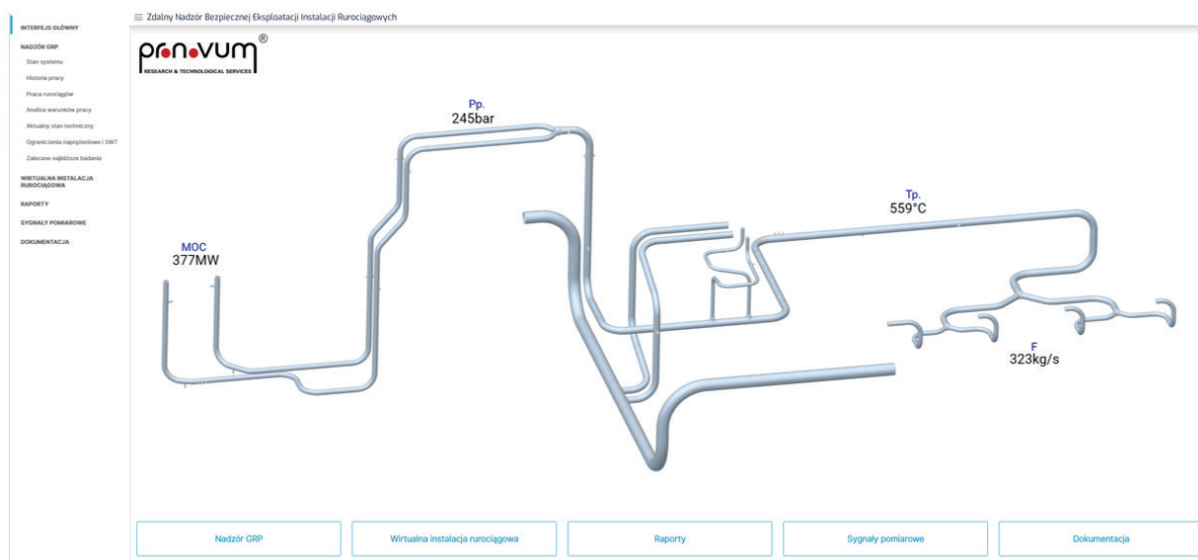 Zdalny Nadzór Bezpiecznej Eksploatacji Instalacji Rurociągowych
INTERFEJS GŁÓWNY
NADZÓR GRP
Stan systemu
Historia pracy
Praca rurociągów
Analiza warunków pracy
Aktualny stan techniczny
Ograniczenia naprężeniowe i SWT
Zalecane najbliższe badania
WIRTUALNA INSTALACJA
RUROCIĄGOWA
RAPORTY
SYGNAŁY POMIAROWE
DOKUMENTACJA
pronovum®
RESEARCH & TECHNOLOGICAL SERVICES
Pp.
245bar
Tp.
559°C
MOC
377MW
F
323kg/s
Nadzór GRP
Wirtualna instalacja rurociągowa
Raporty
Sygnały pomiarowe
Dokumentacja